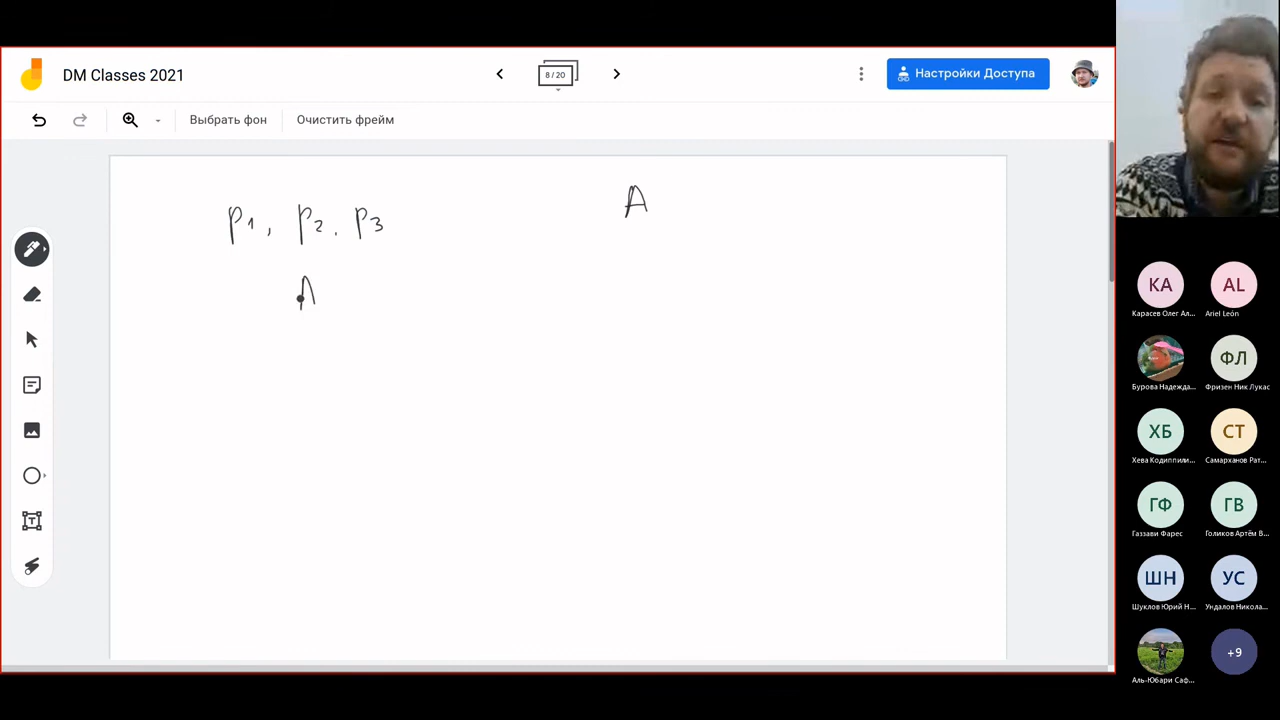 DM Classes 2021
8 / 20
Настройки Доступа
Выбрать фон
Очистить фрейм
p1, p2, p3
A
КА
Карасев Олег Ал...
AL
Ariel León
Бурова Надежда...
ФЛ
Фризен Ник Лукас
ХБ
Хева Кодиппили...
СТ
Самарханов Рат...
ГФ
Газзави Фарес
ГВ
Голиков Артём В...
ШН
Шуклов Юрий Н...
УС
Ундалов Никола...
Аль-Юбари Саф...
+9